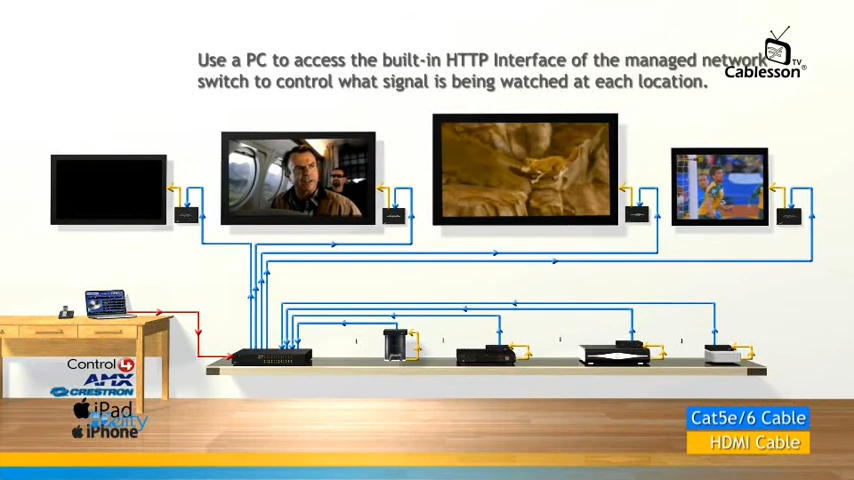 Use a PC to access the built-in HTTP Interface of the managed network
switch to control what signal is being watched at each location.
Cablesson®
TV
Control4
AMX
CRESTRON
iPad
iPhone
Cat5e/6 Cable
HDMI Cable